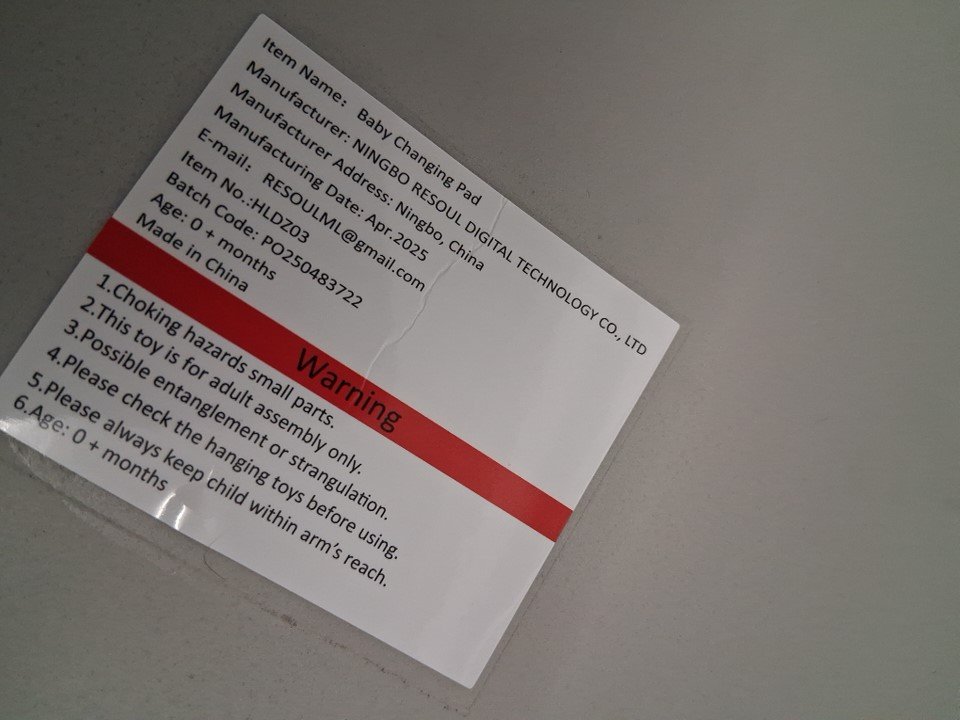 Item Name： Baby Changing Pad
Manufacturer: NINGBO RESOUL DIGITAL TECHNOLOGY CO., LTD
Manufacturer Address: Ningbo, China
Manufacturing Date: Apr.2025
E-mail： RESOULML@gmail.com
Item No.:HLDZ03
Batch Code: PO250483722
Age: 0 + months
Made in China
Warning
1.Choking hazards small parts.
2.This toy is for adult assembly only.
3.Possible entanglement or strangulation.
4.Please check the hanging toys before using.
5.Please always keep child within arm’s reach.
6.Age: 0 + months